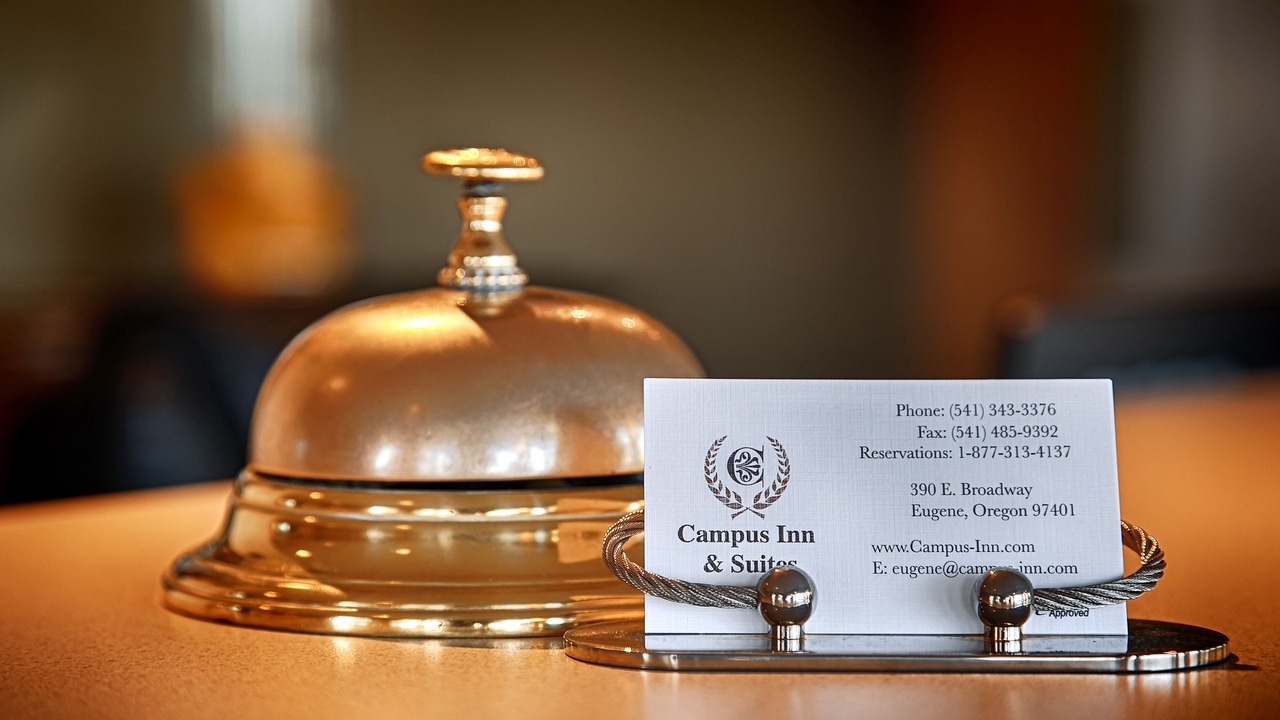 Phone: (541) 343-3376
Fax: (541) 485-9392
Reservations: 1-877-313-4137
390 E. Broadway
Eugene, Oregon 97401
www.Campus-Inn.com
E: eugene@campus-inn.com
Approved
C
Campus Inn
& Suites